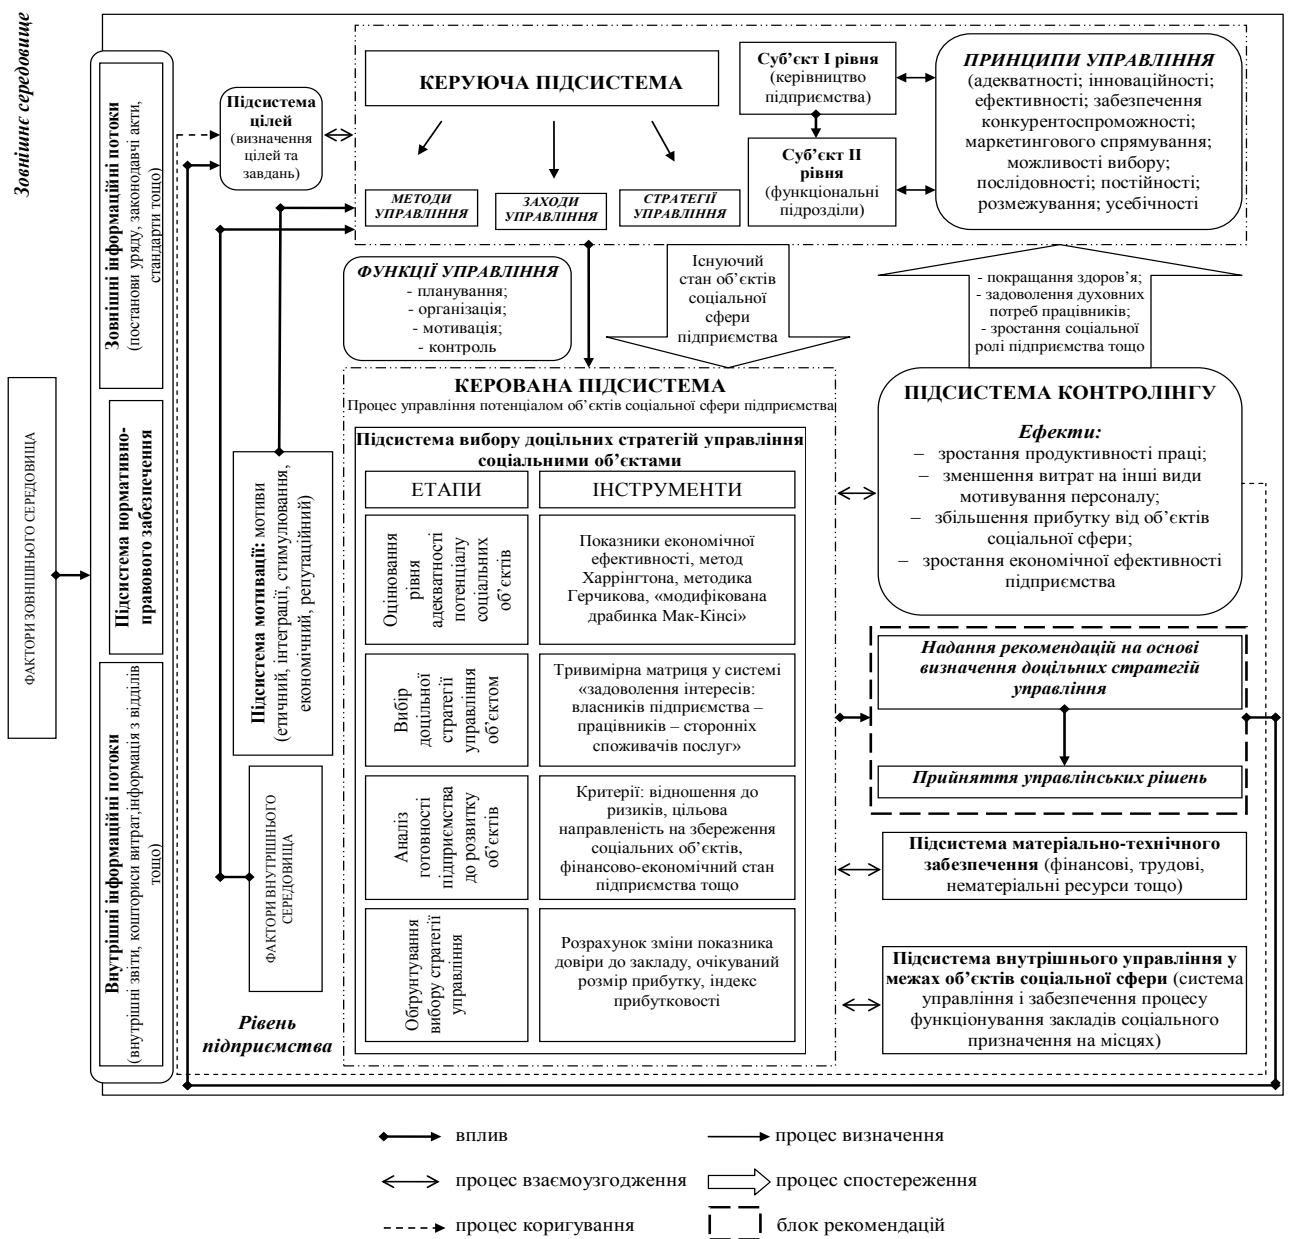 Зовнішнє середовище
ФАКТОРИ ЗОВНІШНЬОГО СЕРЕДОВИЩА
Зовнішні інформаційні потоки
(постанови уряду, законодавчі акти,
стандарти тощо)
Підсистема нормативно-
правового забезпечення
Внутрішні інформаційні потоки
(внутрішні звіти, кошториси витрат,інформація з відділів
тощо)
Підсистема
цілей
(визначення
цілей та
завдань)
КЕРУЮЧА ПІДСИСТЕМА
МЕТОДИ
УПРАВЛІННЯ
ЗАХОДИ
УПРАВЛІННЯ
СТРАТЕГІЇ
УПРАВЛІННЯ
Суб’єкт І рівня
(керівництво
підприємства)
Суб’єкт ІІ
рівня
(функціональні
підрозділи)
ПРИНЦИПИ УПРАВЛІННЯ
(адекватності; інноваційності;
ефективності; забезпечення
конкурентоспроможності;
маркетингового спрямування;
можливості вибору;
послідовності; постійності;
розмежування; усебічності
ФУНКЦІЇ УПРАВЛІННЯ
- планування;
- організація;
- мотивація;
- контроль
Існуючий
стан об’єктів
соціальної
сфери
підприємства
- покращання здоров’я;
- задоволення духовних
потреб працівників;
- зростання соціальної
ролі підприємства тощо
Підсистема мотивації: мотиви
(етичний, інтеграції, стимулювання,
економічний, репутаційний)
ФАКТОРИ ВНУТРІШНЬОГО
СЕРЕДОВИЩА
Рівень
підприємства
КЕРОВАНА ПІДСИСТЕМА
Процес управління потенціалом об’єктів соціальної сфери підприємства
Підсистема вибору доцільних стратегій управління
соціальними об’єктами
ЕТАПИ
ІНСТРУМЕНТИ
Оцінювання
рівня
адекватності
потенціалу
соціальних
об’єктів
Показники економічної
ефективності, метод
Харрінгтона, методика
Герчикова, «модифікована
драбинка Мак-Кінсі»
Вибір
доцільної
стратегії
управління
об’єктом
Тривимірна матриця у системі
«задоволення інтересів:
власників підприємства –
працівників – сторонніх
споживачів послуг»
Аналіз
готовності
підприємства
до розвитку
об’єктів
Критерії: відношення до
ризиків, цільова
направленість на збереження
соціальних об’єктів,
фінансово-економічний стан
підприємства тощо
Обґрунтування
вибору стратегії
управління
Розрахунок зміни показника
довіри до закладу, очікуваний
розмір прибутку, індекс
прибутковості
ПІДСИСТЕМА КОНТРОЛІНГУ
Ефекти:
– зростання продуктивності праці;
– зменшення витрат на інші види
мотивування персоналу;
– збільшення прибутку від об’єктів
соціальної сфери;
– зростання економічної ефективності
підприємства
Надання рекомендацій на основі
визначення доцільних стратегій
управління
Прийняття управлінських рішень
Підсистема матеріально-технічного
забезпечення (фінансові, трудові,
нематеріальні ресурси тощо)
Підсистема внутрішнього управління у
межах об’єктів соціальної сфери (система
управління і забезпечення процесу
функціонування закладів соціального
призначення на місцях)
вплив
процес визначення
процес взаємоузгодження
процес спостереження
процес коригування
блок рекомендацій